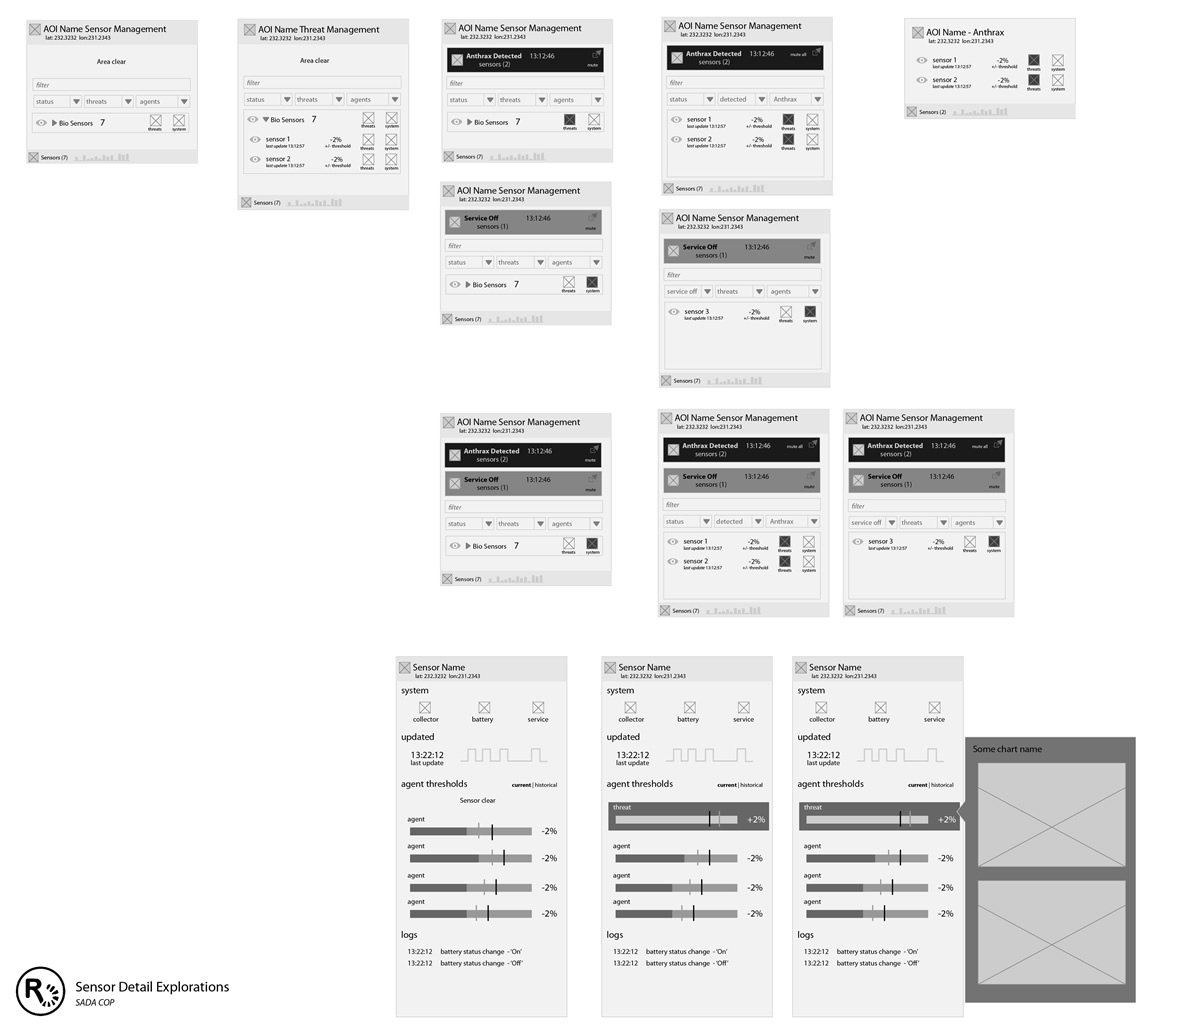 AOI Name Sensor Management
lat: 232.3232 lon:231.2343
Area clear
filter
status threats agents
Bio Sensors 7
threats system
Sensors (7)
AOI Name Threat Management
lat: 232.3232 lon:231.2343
Area clear
filter
status threats agents
Bio Sensors 7
threats system
sensor 1 -2%
last update 13:12:57 +/- threshold
sensor 2 -2%
last update 13:12:57 +/- threshold threats system
Sensors (7)
AOI Name Sensor Management
lat: 232.3232 lon:231.2343
Anthrax Detected 13:12:46
sensors (2) mute
filter
status threats agents
Bio Sensors 7
threats system
Sensors (7)
AOI Name Sensor Management
lat: 232.3232 lon:231.2343
Anthrax Detected 13:12:46 mute all
sensors (2)
filter
status detected Anthrax
sensor 1 -2%
last update 13:12:57 +/- threshold threats system
sensor 2 -2%
last update 13:12:57 +/- threshold threats system
Sensors (7)
AOI Name - Anthrax
lat: 232.3232 lon:231.2343
sensor 1 -2%
last update 13:12:57 +/- threshold threats system
sensor 2 -2%
last update 13:12:57 +/- threshold threats system
Sensors (2)
AOI Name Sensor Management
lat: 232.3232 lon:231.2343
Service Off 13:12:46
sensors (1) mute
filter
status threats agents
Bio Sensors 7
threats system
Sensors (7)
AOI Name Sensor Management
lat: 232.3232 lon:231.2343
Service Off 13:12:46
sensors (1) mute
filter
service off threats agents
sensor 3 -2%
last update 13:12:57 +/- threshold threats system
Sensors (7)
AOI Name Sensor Management
lat: 232.3232 lon:231.2343
Anthrax Detected 13:12:46
sensors (2) mute
Service Off 13:12:46
sensors (1) mute
filter
status threats agents
Bio Sensors 7
threats system
Sensors (7)
AOI Name Sensor Management
lat: 232.3232 lon:231.2343
Anthrax Detected 13:12:46 mute all
sensors (2)
Service Off 13:12:46
sensors (1) mute
filter
status detected Anthrax
sensor 1 -2%
last update 13:12:57 +/- threshold threats system
sensor 2 -2%
last update 13:12:57 +/- threshold threats system
Sensors (7)
AOI Name Sensor Management
lat: 232.3232 lon:231.2343
Anthrax Detected 13:12:46 mute all
sensors (2)
Service Off 13:12:46
sensors (1) mute
filter
service off threats agents
sensor 3 -2%
last update 13:12:57 +/- threshold threats system
Sensors (7)
Sensor Name
lat: 232.3232 lon:231.2343
system
collector battery service
updated
13:22:12
last update
agent thresholds current | historical
Sensor clear
agent
-2%
agent
-2%
agent
-2%
agent
-2%
logs
13:22:12 battery status change - 'On'
13:22:12 battery status change - 'Off'
Sensor Name
lat: 232.3232 lon:231.2343
system
collector battery service
updated
13:22:12
last update
agent thresholds current | historical
threat
+2%
agent
-2%
agent
-2%
agent
-2%
logs
13:22:12 battery status change - 'On'
13:22:12 battery status change - 'Off'
Sensor Name
lat: 232.3232 lon:231.2343
system
collector battery service
updated
13:22:12
last update
agent thresholds current | historical
threat
+2%
agent
-2%
agent
-2%
agent
-2%
logs
13:22:12 battery status change - 'On'
13:22:12 battery status change - 'Off'
Some chart name
R
Sensor Detail Explorations
SADA COP